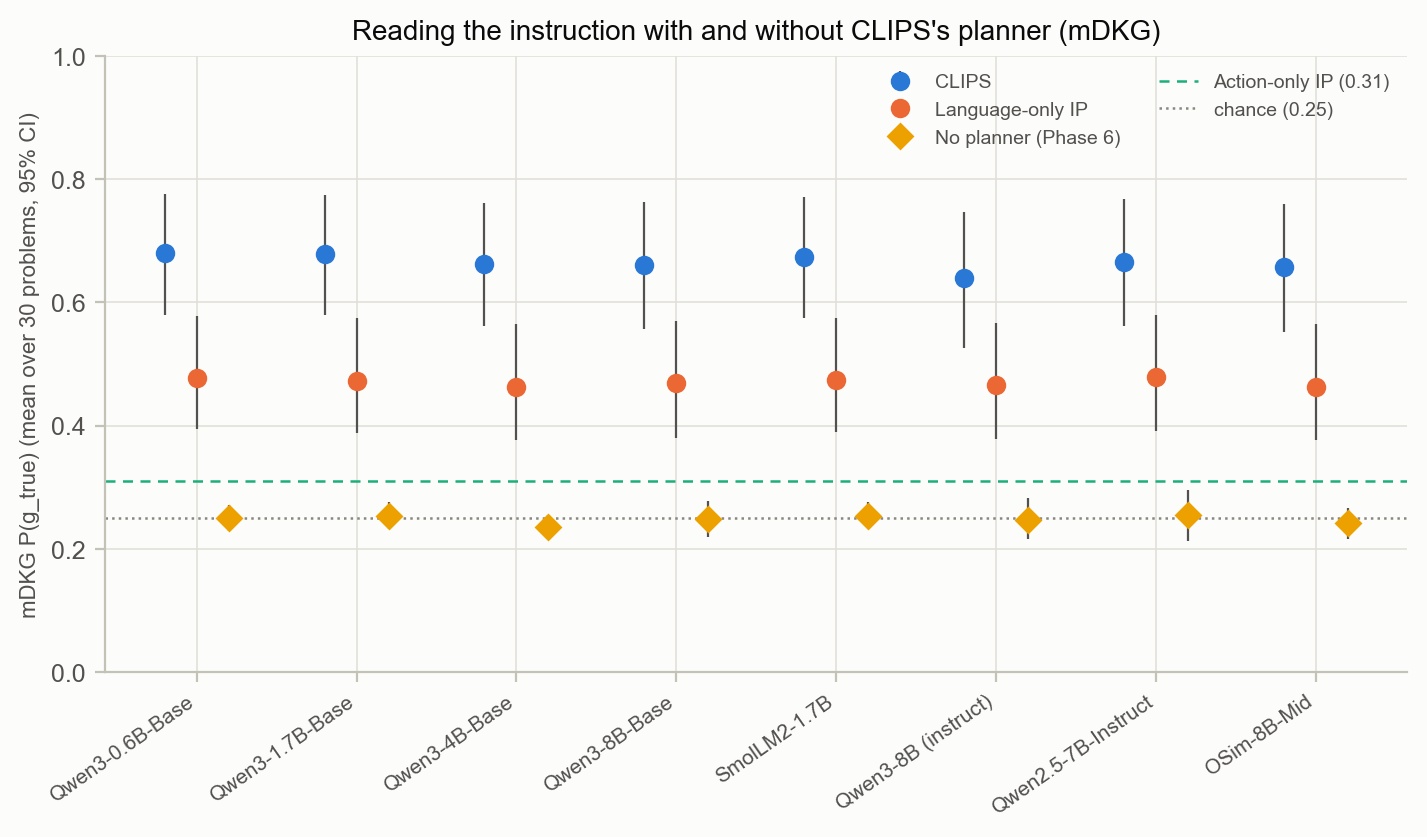 Reading the instruction with and without CLIPS's planner (mDKG)
CLIPS
Language-only IP
No planner (Phase 6)
Action-only IP (0.31)
chance (0.25)
mDKG P(g_true) (mean over 30 problems, 95% CI)
1.0
0.8
0.6
0.4
0.2
0.0
Qwen3-0.6B-Base
Qwen3-1.7B-Base
Qwen3-4B-Base
Qwen3-8B-Base
SmolLM2-1.7B
Qwen3-8B (instruct)
Qwen2.5-7B-Instruct
OSim-8B-Mid